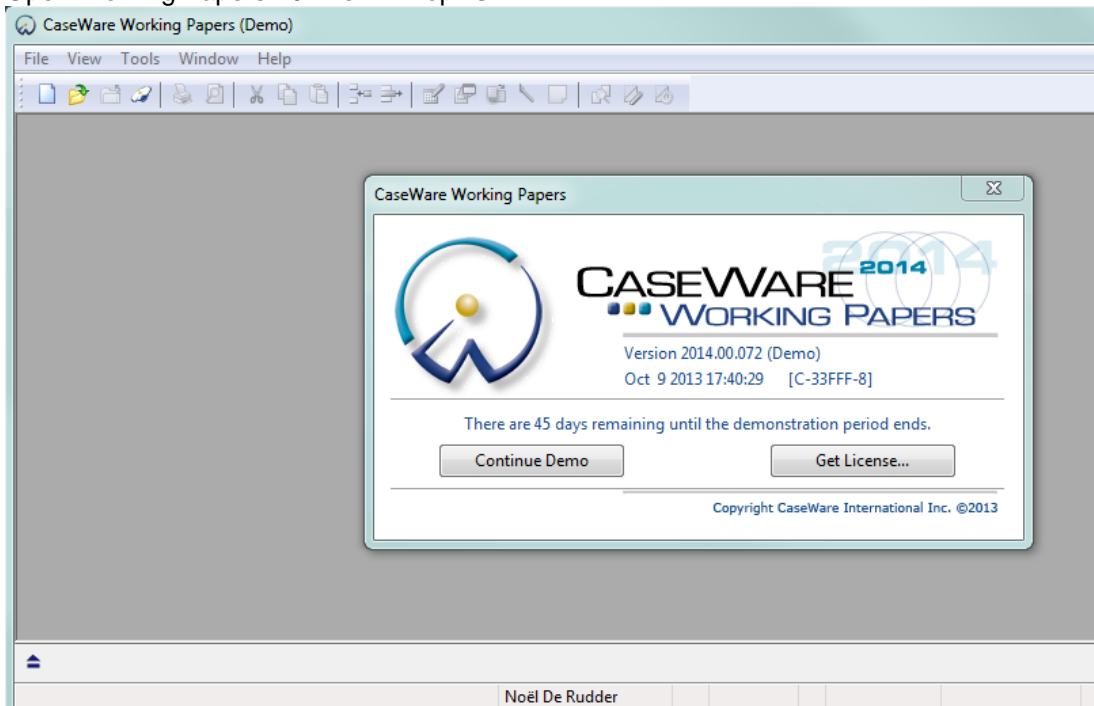 CaseWare Working Papers (Demo)
File View Tools Window Help
CaseWare Working Papers
2014
CASEWARE 2014
WORKING PAPERS
Version 2014.00.072 (Demo)
Oct 9 2013 17:40:29 [C-33FFF-8]
There are 45 days remaining until the demonstration period ends.
Continue Demo Get License...
Copyright CaseWare International Inc. ©2013
Noël De Rudder